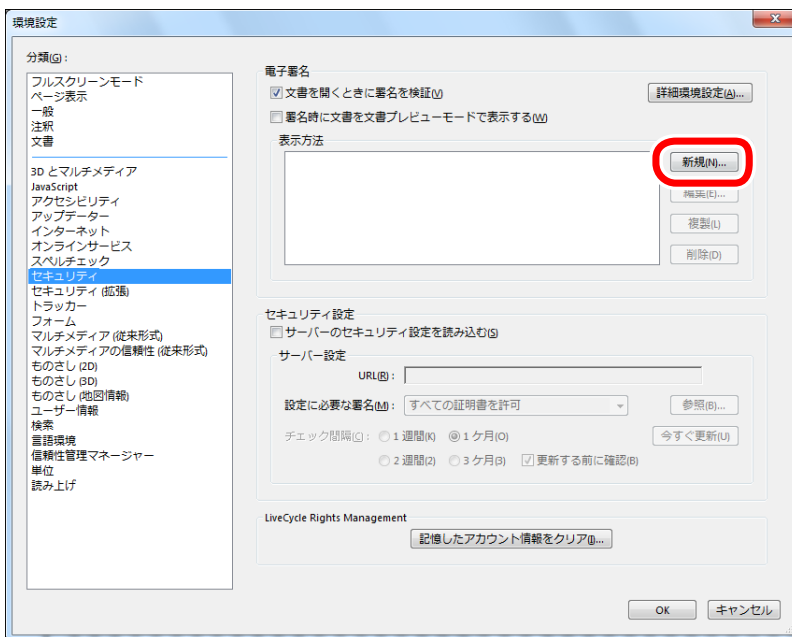 環境設定
分類(G):
フルスクリーンモード
ページ表示
一般
注釈
文書
3D とマルチメディア
JavaScript
アクセシビリティ
アップデーター
インターネット
オンラインサービス
スペルチェック
セキュリティ
セキュリティ (拡張)
トラッカー
フォーム
マルチメディア (従来形式)
マルチメディアの信頼性 (従来形式)
ものさし (2D)
ものさし (3D)
ものさし (地図情報)
ユーザー情報
検索
言語環境
信頼性管理マネージャー
単位
読み上げ
電子署名
文書を開くときに署名を検証(V)
詳細環境設定(A)...
署名時に文書を文書プレビューモードで表示する(W)
表示方法
新規(N)...
編集(E)...
複製(L)
削除(D)
セキュリティ設定
サーバーのセキュリティ設定を読み込む(S)
サーバー設定
URL(R):
設定に必要な署名(M): すべての証明書を許可
参照(B)...
チェック間隔(C): 1 週間(K) 1 ケ月(O)
今すぐ更新(U)
2 週間(2) 3 ケ月(3) 更新する前に確認(B)
LiveCycle Rights Management
記憶したアカウント情報をクリア(I)...
OK キャンセル